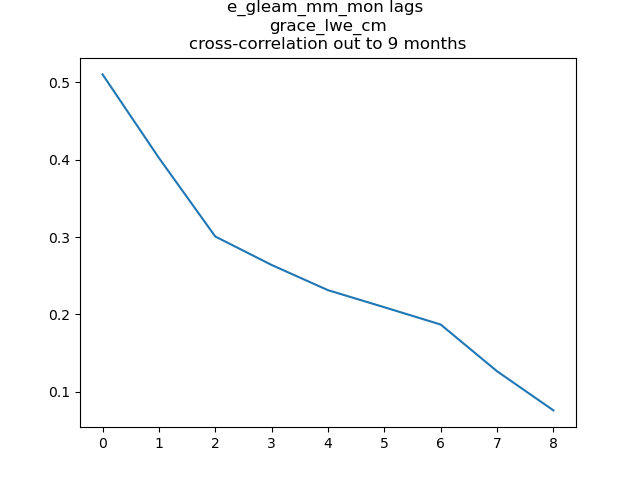 e_gleam_mm_mon lags
grace_lwe_cm
cross-correlation out to 9 months
0.5
0.4
0.3
0.2
0.1
0 1 2 3 4 5 6 7 8